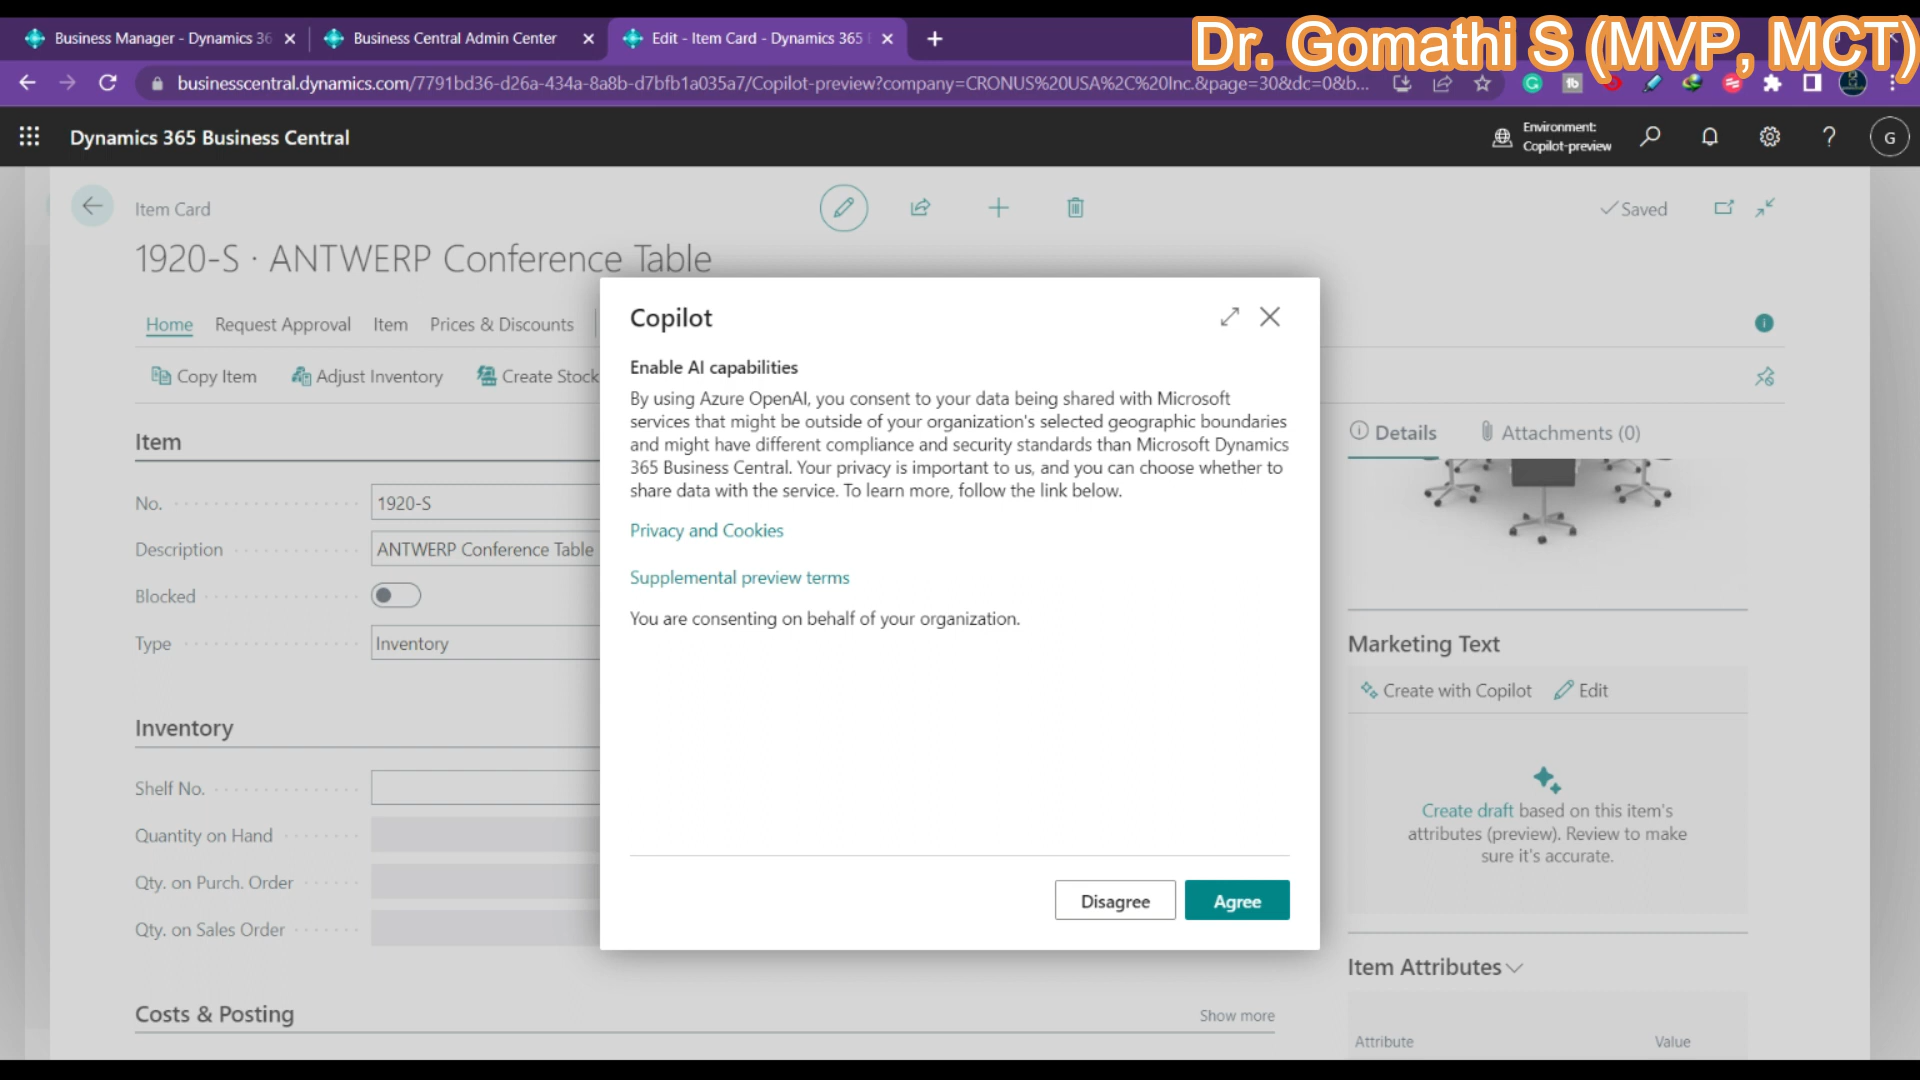 Business Manager - Dynamics 36
Business Central Admin Center
Edit - Item Card - Dynamics 365
Dr. Gomathi S (MVP, MCT)
businesscentral.dynamics.com/7791bd36-d26a-434a-8a8b-d7bfb1a035a7/Copilot-preview?company=CRONUS%20USA%2C%20Inc.&page=30&dc=0&b...
Dynamics 365 Business Central
Environment:
Copilot-preview
G
Item Card
Saved
1920-S · ANTWERP Conference Table
Home
Request Approval
Item
Prices & Discounts
Copy Item
Adjust Inventory
Create Stock
Item
No.
1920-S
Description
ANTWERP Conference Table
Blocked
Type
Inventory
Inventory
Shelf No.
Quantity on Hand
Qty. on Purch. Order
Qty. on Sales Order
Costs & Posting
Show more
Copilot
Enable AI capabilities
By using Azure OpenAI, you consent to your data being shared with Microsoft
services that might be outside of your organization's selected geographic boundaries
and might have different compliance and security standards than Microsoft Dynamics
365 Business Central. Your privacy is important to us, and you can choose whether to
share data with the service. To learn more, follow the link below.
Privacy and Cookies
Supplemental preview terms
You are consenting on behalf of your organization.
Disagree
Agree
Details
Attachments (0)
Marketing Text
Create with Copilot
Edit
Create draft based on this item's
attributes (preview). Review to make
sure it's accurate.
Item Attributes
Attribute
Value